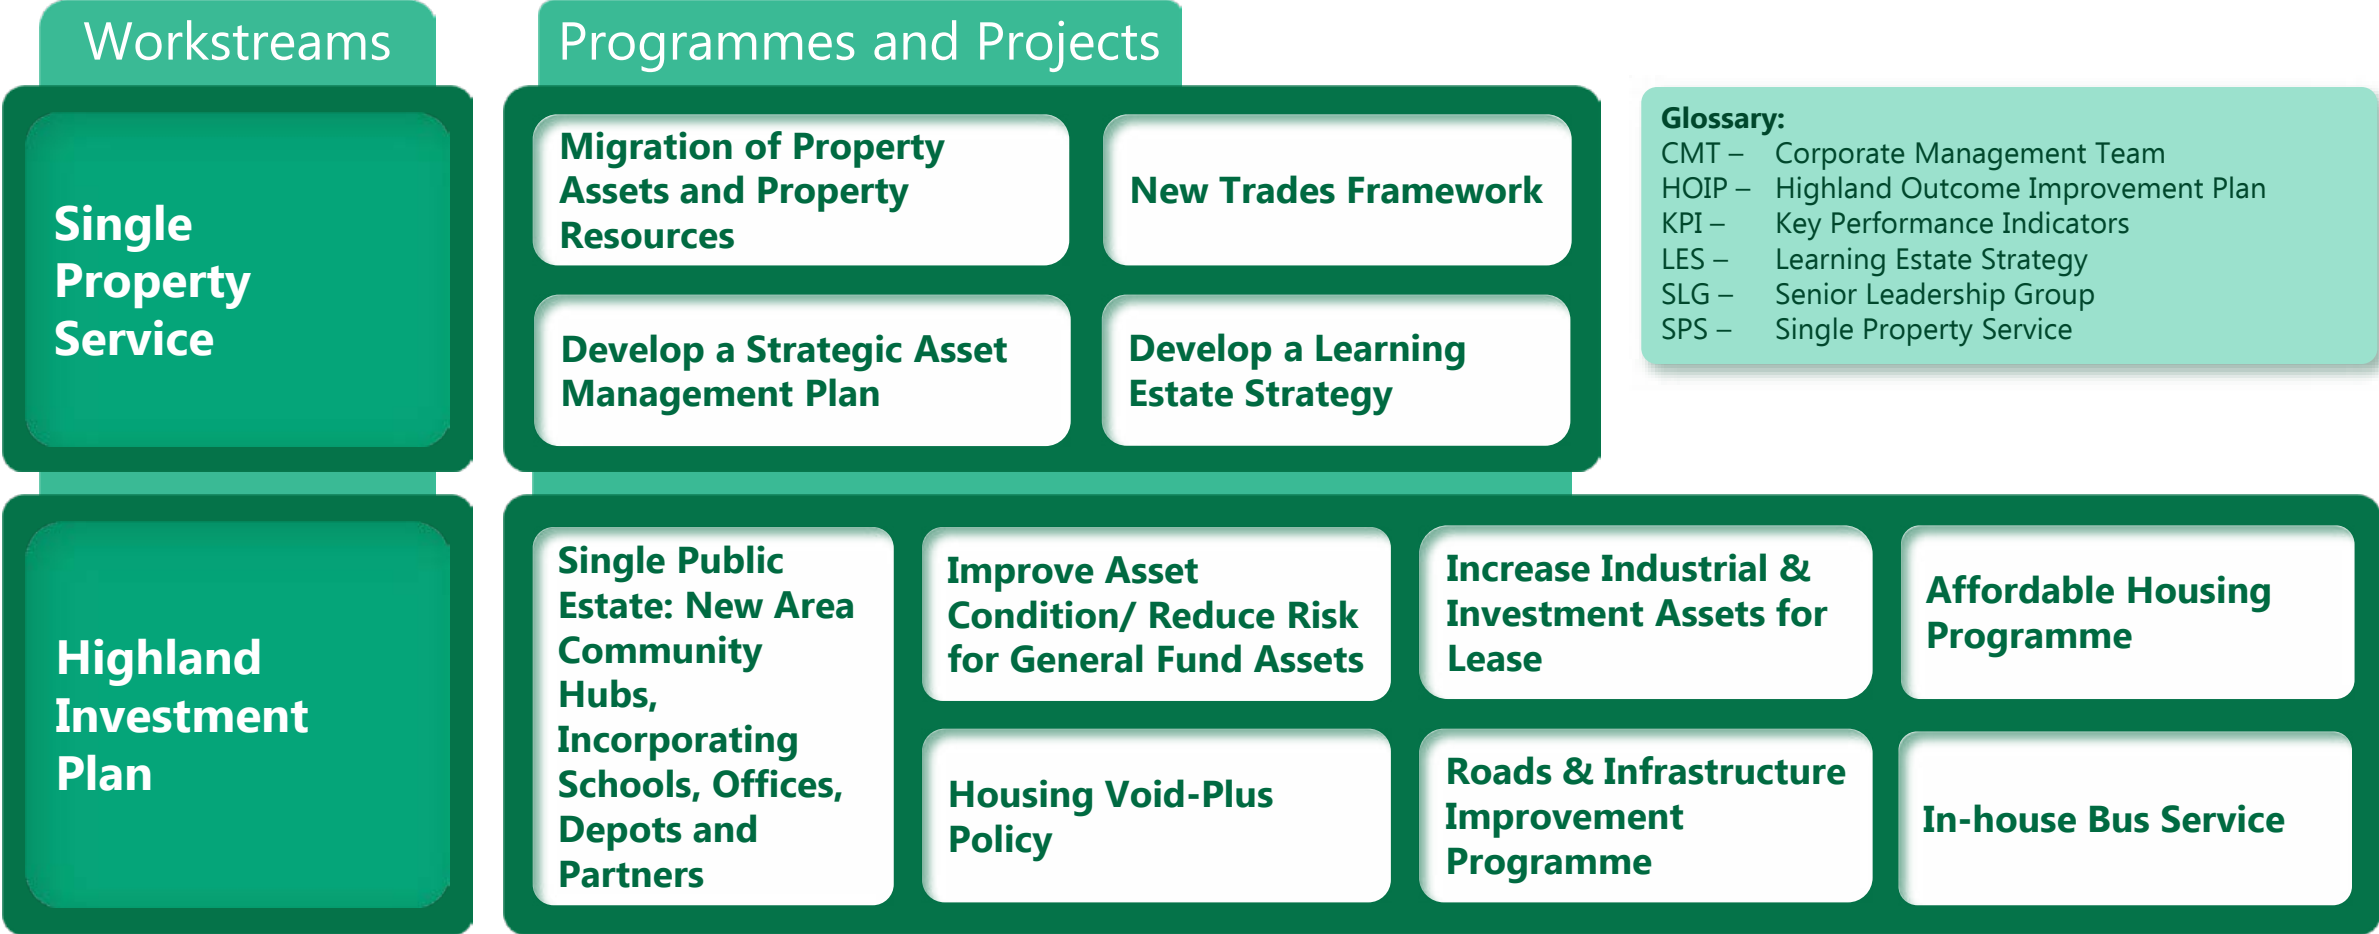 Workstreams
Programmes and Projects
Single
Property
Service
Migration of Property
Assets and Property
Resources
New Trades Framework
Develop a Strategic Asset
Management Plan
Develop a Learning
Estate Strategy
Glossary:
CMT – Corporate Management Team
HOIP – Highland Outcome Improvement Plan
KPI – Key Performance Indicators
LES – Learning Estate Strategy
SLG – Senior Leadership Group
SPS – Single Property Service
Highland
Investment
Plan
Single Public
Estate: New Area
Community
Hubs,
Incorporating
Schools, Offices,
Depots and
Partners
Improve Asset
Condition/ Reduce Risk
for General Fund Assets
Increase Industrial &
Investment Assets for
Lease
Affordable Housing
Programme
Housing Void-Plus
Policy
Roads & Infrastructure
Improvement
Programme
In-house Bus Service